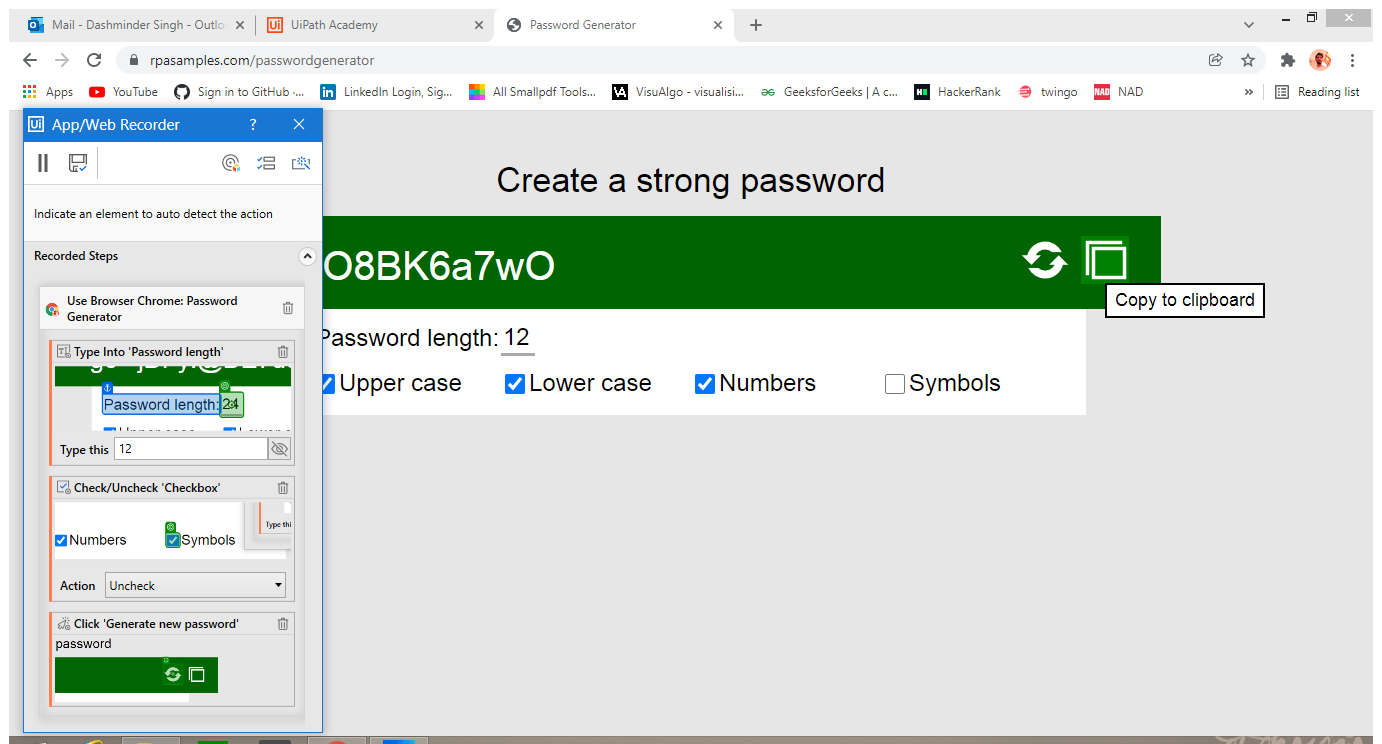 Mail - Dashminder Singh - Outlo
UiPath Academy
Password Generator
rpasamples.com/passwordgenerator
Apps
YouTube
Sign in to GitHub ·...
LinkedIn Login, Sig...
All Smallpdf Tools...
VisuAlgo - visualisi...
GeeksforGeeks | A c...
HackerRank
twingo
NAD
NAD
»
Reading list
Ui App/Web Recorder ?
Indicate an element to auto detect the action
Recorded Steps
Use Browser Chrome: Password
Generator
Type Into 'Password length'
Password length:
Type this 12
Check/Uncheck 'Checkbox'
Type thi
Numbers Symbols
Action Uncheck
Click 'Generate new password'
password
Create a strong password
O8BK6a7wO
Copy to clipboard
Password length: 12
Upper case Lower case Numbers Symbols